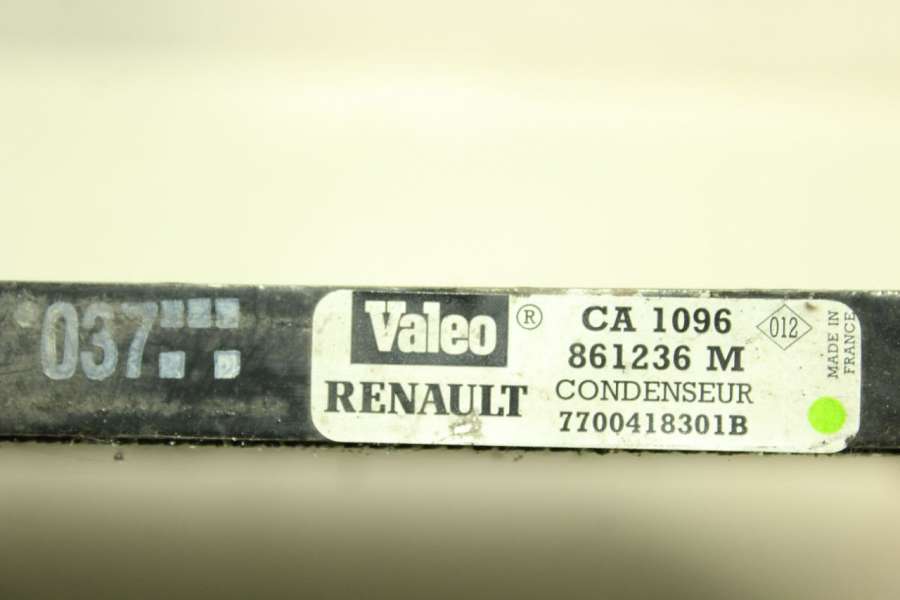 037
Valeo ®
RENAULT
CA 1096
861236 M
CONDENSEUR
7700418301B
012
MADE IN
FRANCE